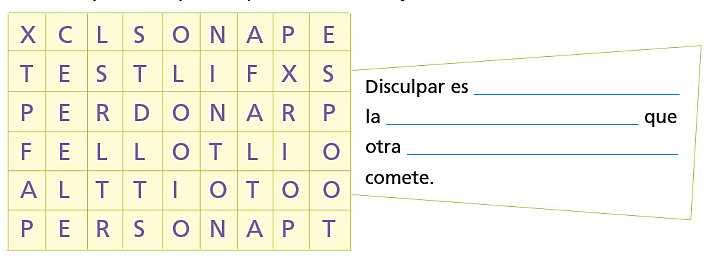 X C L S O N A P E
T E S T L I F X S
P E R D O N A R P
F E L L O T L I O
A L T T I O T O O
P E R S O N A P T
Disculpar es
la que
otra
comete.